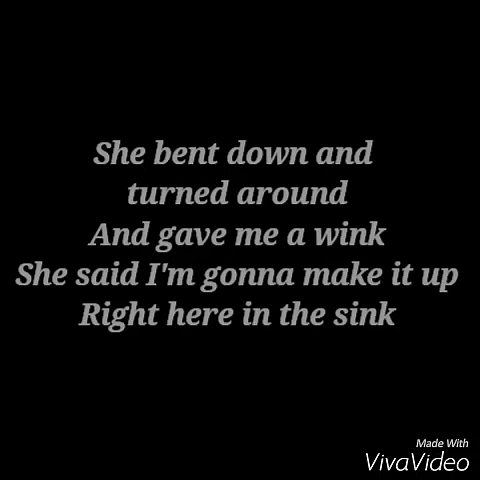 She bent down and
turned around
And gave me a wink
She said I'm gonna make it up
Right here in the sink
Made With
VivaVideo